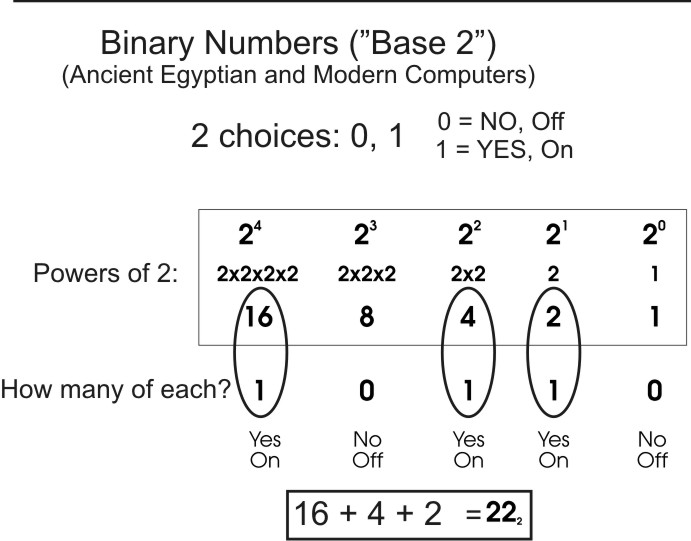 Binary Numbers ("Base 2")
(Ancient Egyptian and Modern Computers)
2 choices: 0, 1
0 = NO, Off
1 = YES, On
2⁴ 2³ 2² 2¹ 2⁰
Powers of 2: 2x2x2x2 2x2x2 2x2 2 1
16 8 4 2 1
How many of each? 1 0 1 1 0
Yes No Yes Yes No
On Off On On Off
16 + 4 + 2 = 22₂